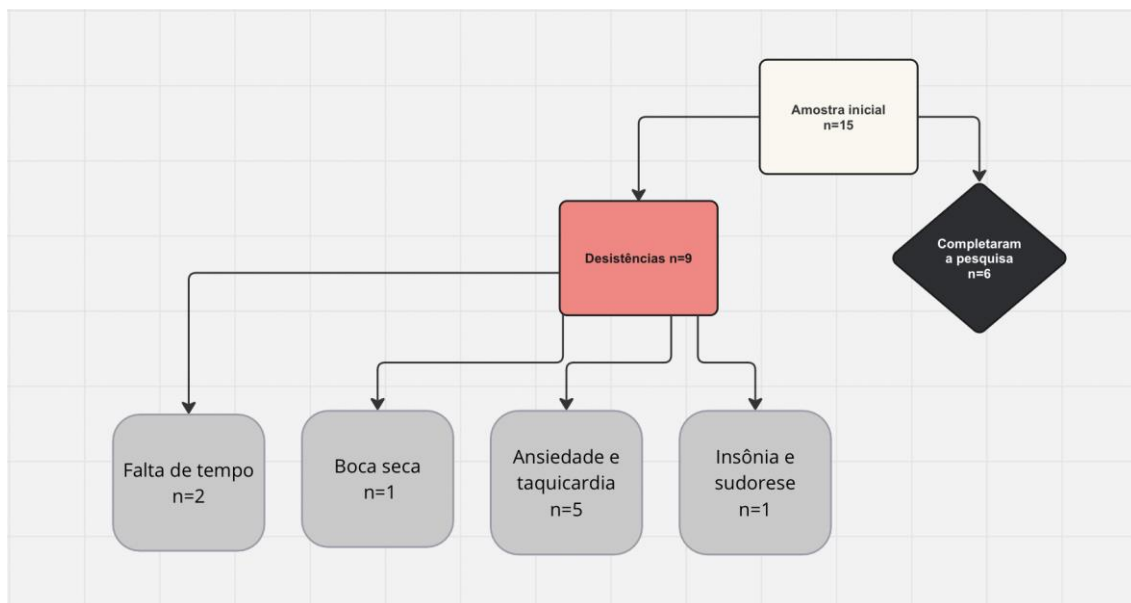 Amostra inicial
n=15
Completaram
a pesquisa
n=6
Desistências n=9
Falta de tempo
n=2
Boca seca
n=1
Ansiedade e
taquicardia
n=5
Insônia e
sudorese
n=1